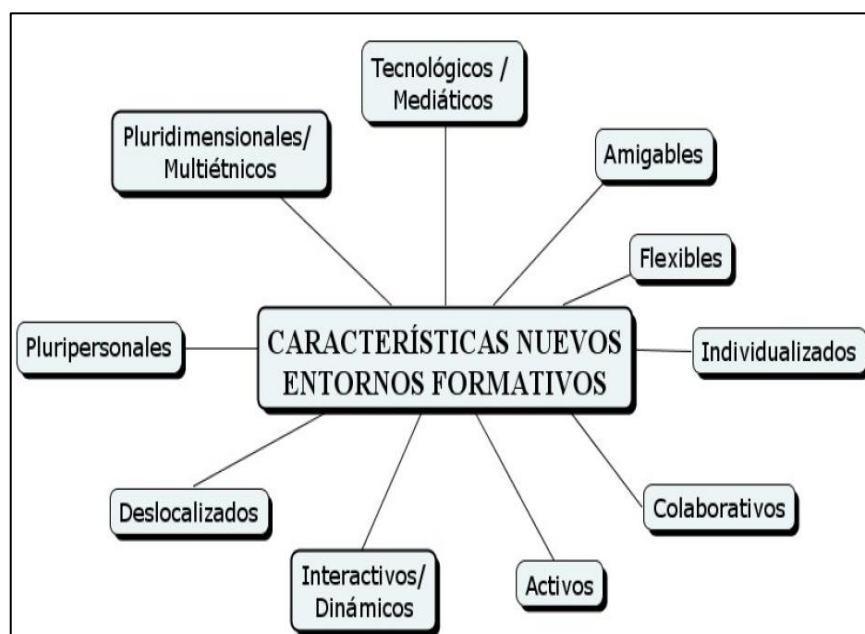 Tecnológicos /
Mediáticos
Pluridimensionales/
Multiétnicos
Amigables
Flexibles
Pluripersonales
CARACTERÍSTICAS NUEVOS
ENTORNOS FORMATIVOS
Individualizados
Deslocalizados
Colaborativos
Interactivos/
Dinámicos
Activos